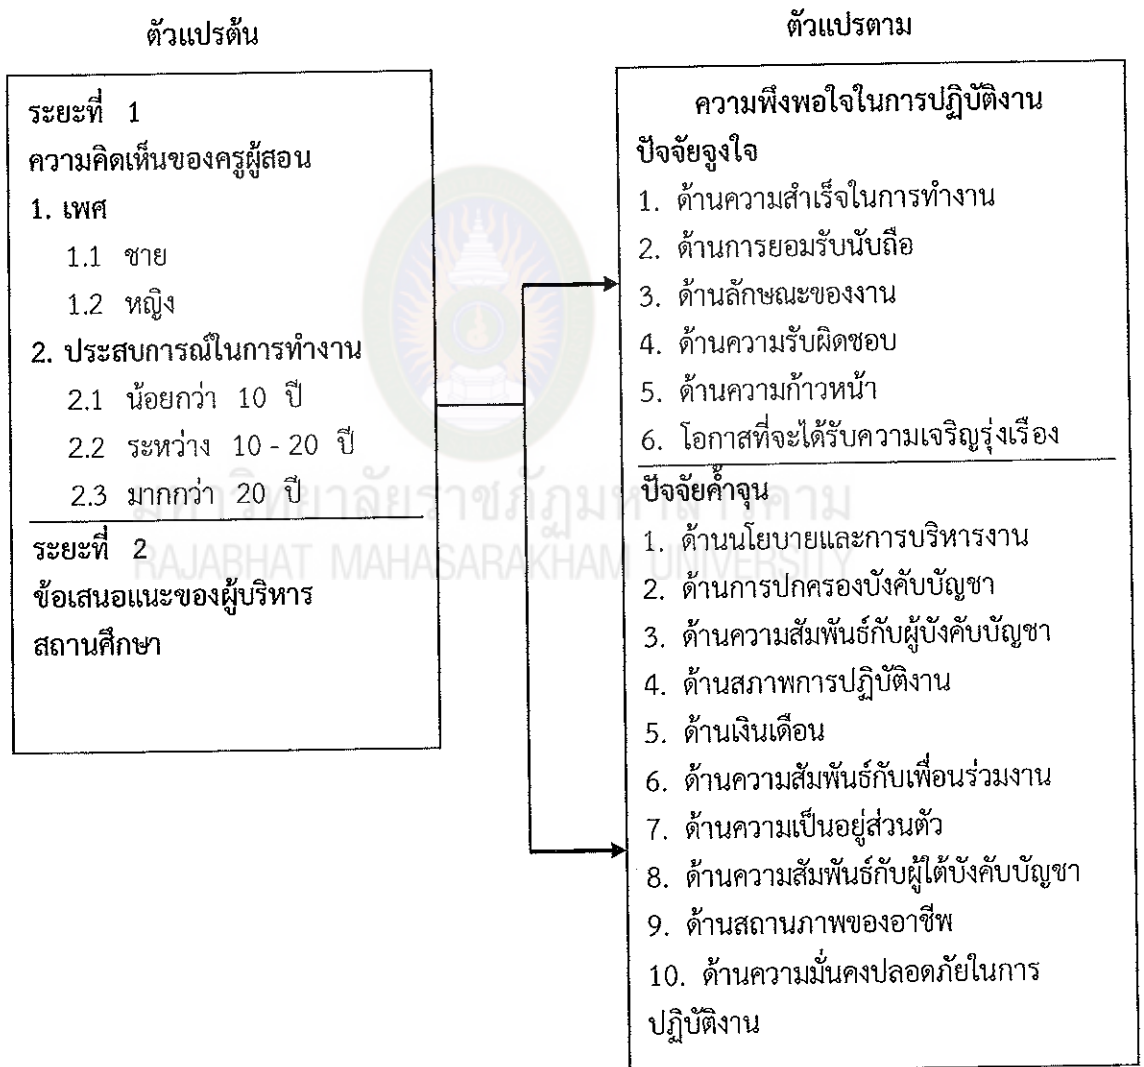 ตัวแปรต้น
ระยะที่ 1
ความคิดเห็นของครูผู้สอน
1. เพศ
1.1 ชาย
1.2 หญิง
2. ประสบการณ์ในการทำงาน
2.1 น้อยกว่า 10 ปี
2.2 ระหว่าง 10 - 20 ปี
2.3 มากกว่า 20 ปี
ระยะที่ 2
ข้อเสนอแนะของผู้บริหาร
สถานศึกษา
ตัวแปรตาม
ความพึงพอใจในการปฏิบัติงาน
ปัจจัยจูงใจ
1. ด้านความสำเร็จในการทำงาน
2. ด้านการยอมรับนับถือ
3. ด้านลักษณะของงาน
4. ด้านความรับผิดชอบ
5. ด้านความก้าวหน้า
6. โอกาสที่จะได้รับความเจริญรุ่งเรือง
ปัจจัยค้ำจุน
1. ด้านนโยบายและการบริหารงาน
2. ด้านการปกครองบังคับบัญชา
3. ด้านความสัมพันธ์กับผู้บังคับบัญชา
4. ด้านสภาพการปฏิบัติงาน
5. ด้านเงินเดือน
6. ด้านความสัมพันธ์กับเพื่อนร่วมงาน
7. ด้านความเป็นอยู่ส่วนตัว
8. ด้านความสัมพันธ์กับผู้ใต้บังคับบัญชา
9. ด้านสถานภาพของอาชีพ
10. ด้านความมั่นคงปลอดภัยในการ
ปฏิบัติงาน
มหาวิทยาลัยราชภัฏมหาสารคาม
RAJABHAT MAHASARAKHAM UNIVERSITY